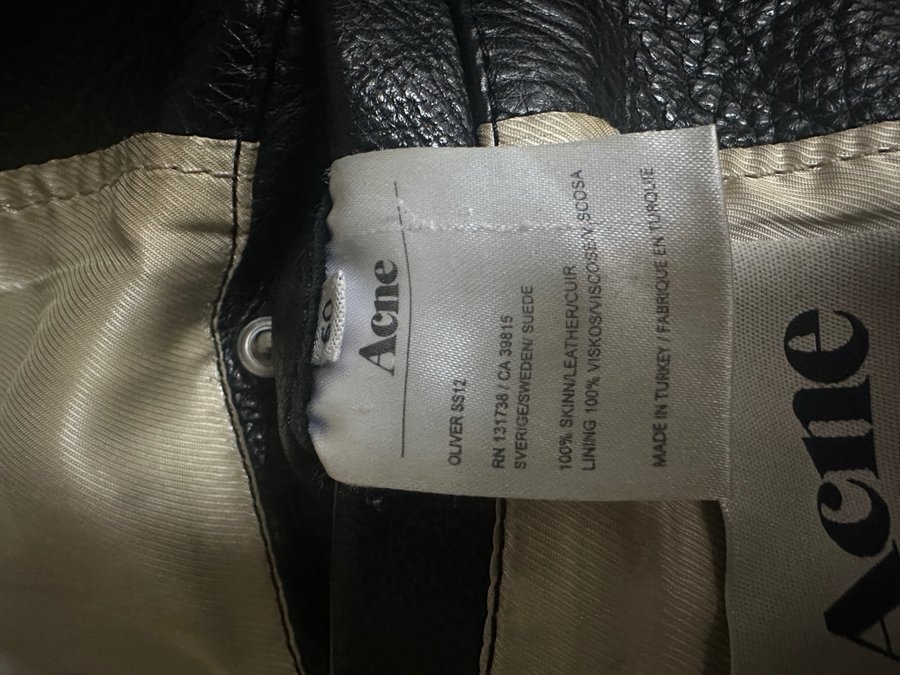 Acne
OLIVER SS12
RN 131738 / CA 39815
SVERIGE/SWEDEN/ SUEDE
100% SKINN/LEATHER/CUIR
LINING 100% VISKOS/VISCOSE/VISCOSA
MADE IN TURKEY / FABRIQUE EN TURQUIE
Acne